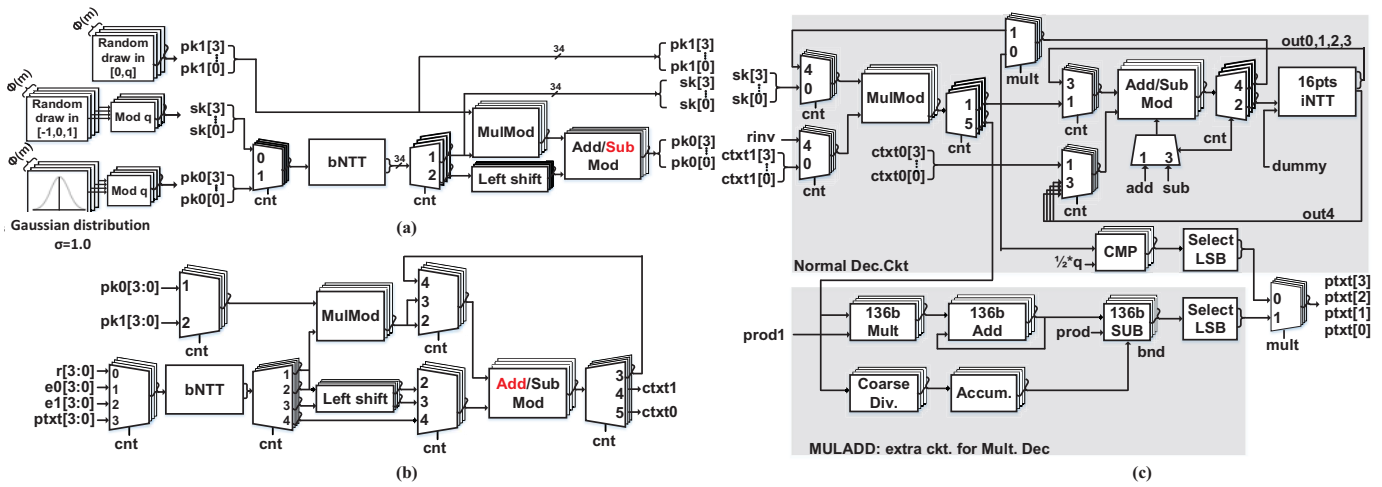 Φ(m)
Random
draw in
[0,q]
pk1[3]
pk1[0]
Φ(m)
Random
draw in
[-1,0,1]
Mod q
sk[3]
sk[0]
Φ(m)
Mod q
pk0[3]
pk0[0]
Gaussian distribution
σ=1.0
0
1
cnt
bNTT
34
1
2
cnt
34
34
MulMod
Left shift
Add/Sub
Mod
pk1[3]
pk1[0]
sk[3]
sk[0]
pk0[3]
pk0[0]
(a)
pk0[3:0]
pk1[3:0]
1
2
cnt
r[3:0]
e0[3:0]
e1[3:0]
ptxt[3:0]
0
1
2
3
cnt
bNTT
1
2
3
4
cnt
MulMod
Left shift
4
3
2
cnt
2
3
4
cnt
Add/Sub
Mod
3
4
5
cnt
ctxt1
ctxt0
(b)
sk[3]
sk[0]
4
0
cnt
rinv
ctxt1[3]
ctxt1[0]
4
0
cnt
MulMod
1
5
cnt
1
0
mult
ctxt0[3]
ctxt0[0]
3
1
cnt
1
3
cnt
Add/Sub
Mod
1 3
add sub
4
2
cnt
out0,1,2,3
16pts
iNTT
dummy
out4
CMP
½*q
Select
LSB
Normal Dec.Ckt
prod1
136b
Mult
136b
Add
136b
SUB
prod
bnd
Select
LSB
Coarse
Div.
Accum.
0
1
mult
ptxt[3]
ptxt[2]
ptxt[1]
ptxt[0]
MULADD: extra ckt. for Mult. Dec
(c)